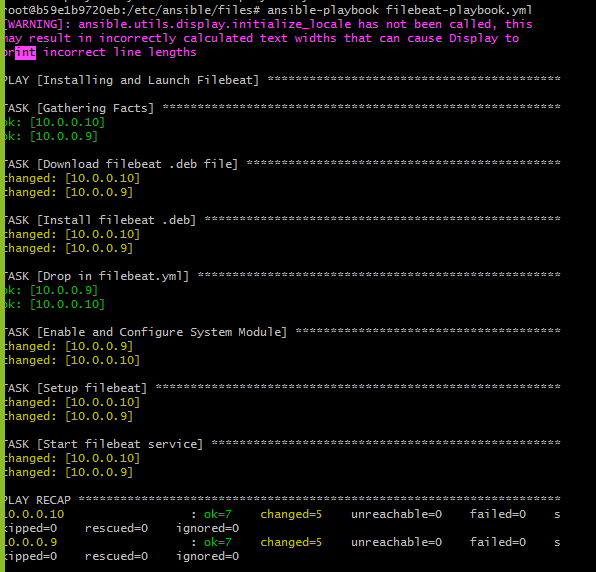 root@b59e1b9720eb:/etc/ansible/files# ansible-playbook filebeat-playbook.yml
[WARNING]: ansible.utils.display.initialize_locale has not been called, this
may result in incorrectly calculated text widths that can cause Display to
print incorrect line lengths
PLAY [Installing and Launch Filebeat] ******************************************
TASK [Gathering Facts] *********************************************************
ok: [10.0.0.10]
ok: [10.0.0.9]
TASK [Download filebeat .deb file] *********************************************
changed: [10.0.0.10]
changed: [10.0.0.9]
TASK [Install filebeat .deb] ***************************************************
changed: [10.0.0.10]
changed: [10.0.0.9]
TASK [Drop in filebeat.yml] ****************************************************
ok: [10.0.0.9]
ok: [10.0.0.10]
TASK [Enable and Configure System Module] **************************************
changed: [10.0.0.9]
changed: [10.0.0.10]
TASK [Setup filebeat] **********************************************************
changed: [10.0.0.10]
changed: [10.0.0.9]
TASK [Start filebeat service] **************************************************
changed: [10.0.0.10]
changed: [10.0.0.9]
PLAY RECAP *********************************************************************
10.0.0.10 : ok=7 changed=5 unreachable=0 failed=0 s
kipped=0 rescued=0 ignored=0
10.0.0.9 : ok=7 changed=5 unreachable=0 failed=0 s
kipped=0 rescued=0 ignored=0